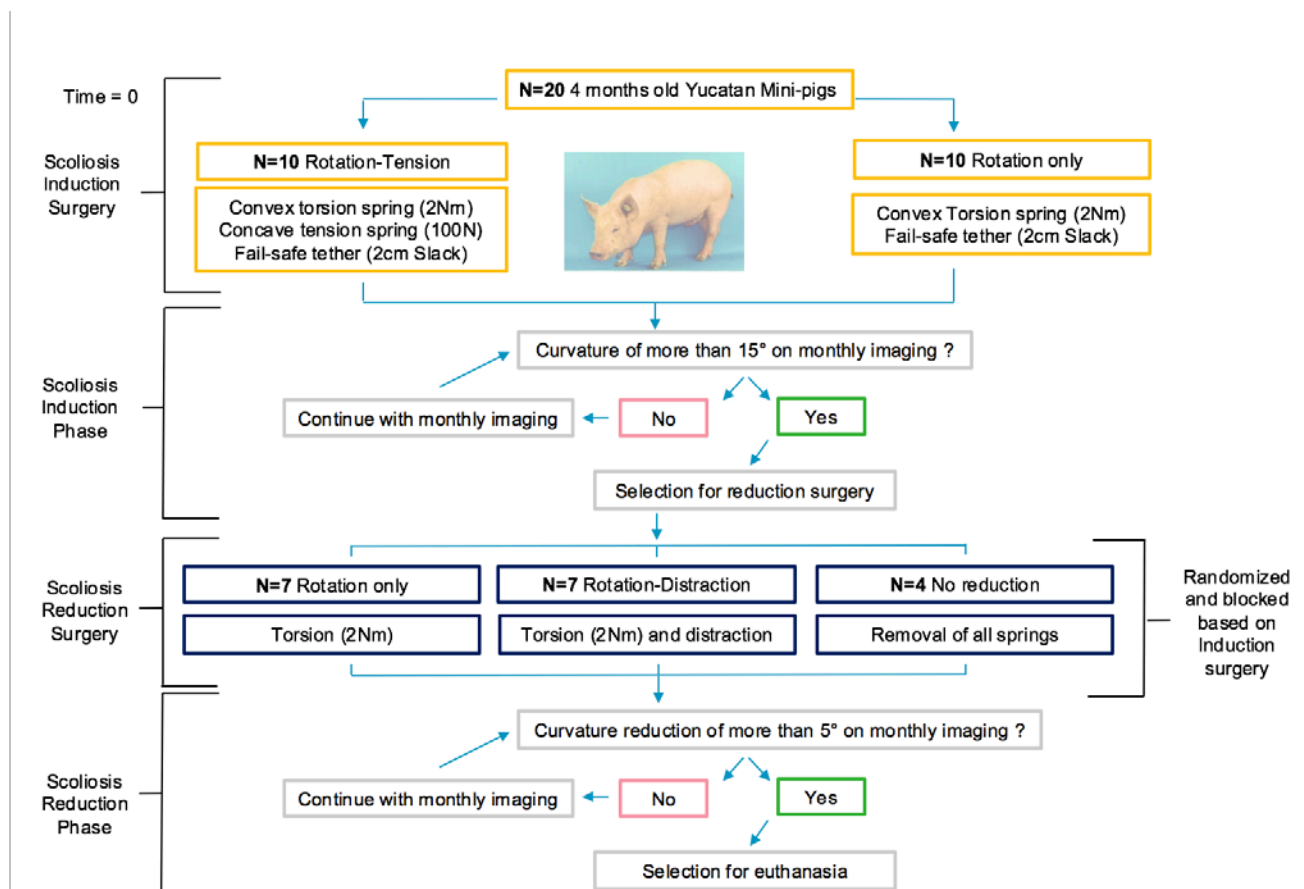 Time = 0
N=20 4 months old Yucatan Mini-pigs
Scoliosis
Induction
Surgery
N=10 Rotation-Tension
N=10 Rotation only
Convex torsion spring (2Nm)
Concave tension spring (100N)
Fail-safe tether (2cm Slack)
Convex Torsion spring (2Nm)
Fail-safe tether (2cm Slack)
Scoliosis
Induction
Phase
Curvature of more than 15° on monthly imaging ?
Continue with monthly imaging
No
Yes
Selection for reduction surgery
Scoliosis
Reduction
Surgery
N=7 Rotation only
N=7 Rotation-Distraction
N=4 No reduction
Torsion (2Nm)
Torsion (2Nm) and distraction
Removal of all springs
Randomized
and blocked
based on
Induction
surgery
Scoliosis
Reduction
Phase
Curvature reduction of more than 5° on monthly imaging ?
Continue with monthly imaging
No
Yes
Selection for euthanasia